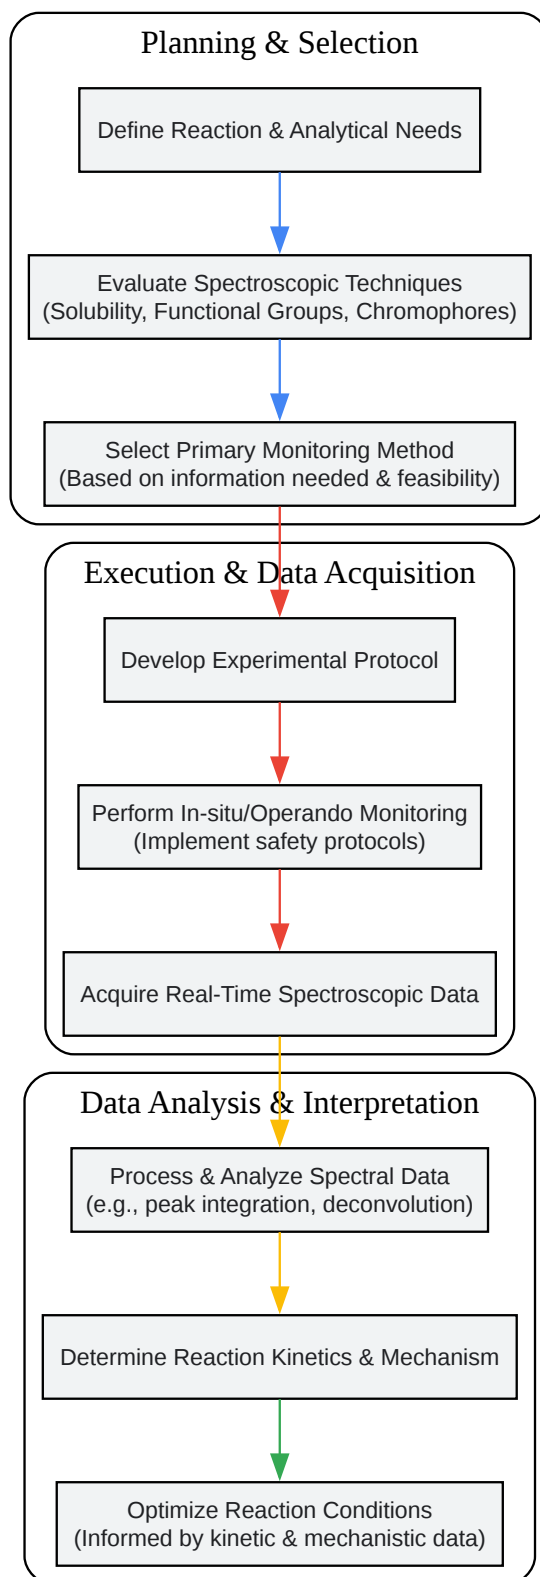 Planning & Selection
Define Reaction & Analytical Needs
Evaluate Spectroscopic Techniques
(Solubility, Functional Groups, Chromophores)
Select Primary Monitoring Method
(Based on information needed & feasibility)
Execution & Data Acquisition
Develop Experimental Protocol
Perform In-situ/Operando Monitoring
(Implement safety protocols)
Acquire Real-Time Spectroscopic Data
Data Analysis & Interpretation
Process & Analyze Spectral Data
(e.g., peak integration, deconvolution)
Determine Reaction Kinetics & Mechanism
Optimize Reaction Conditions
(Informed by kinetic & mechanistic data)